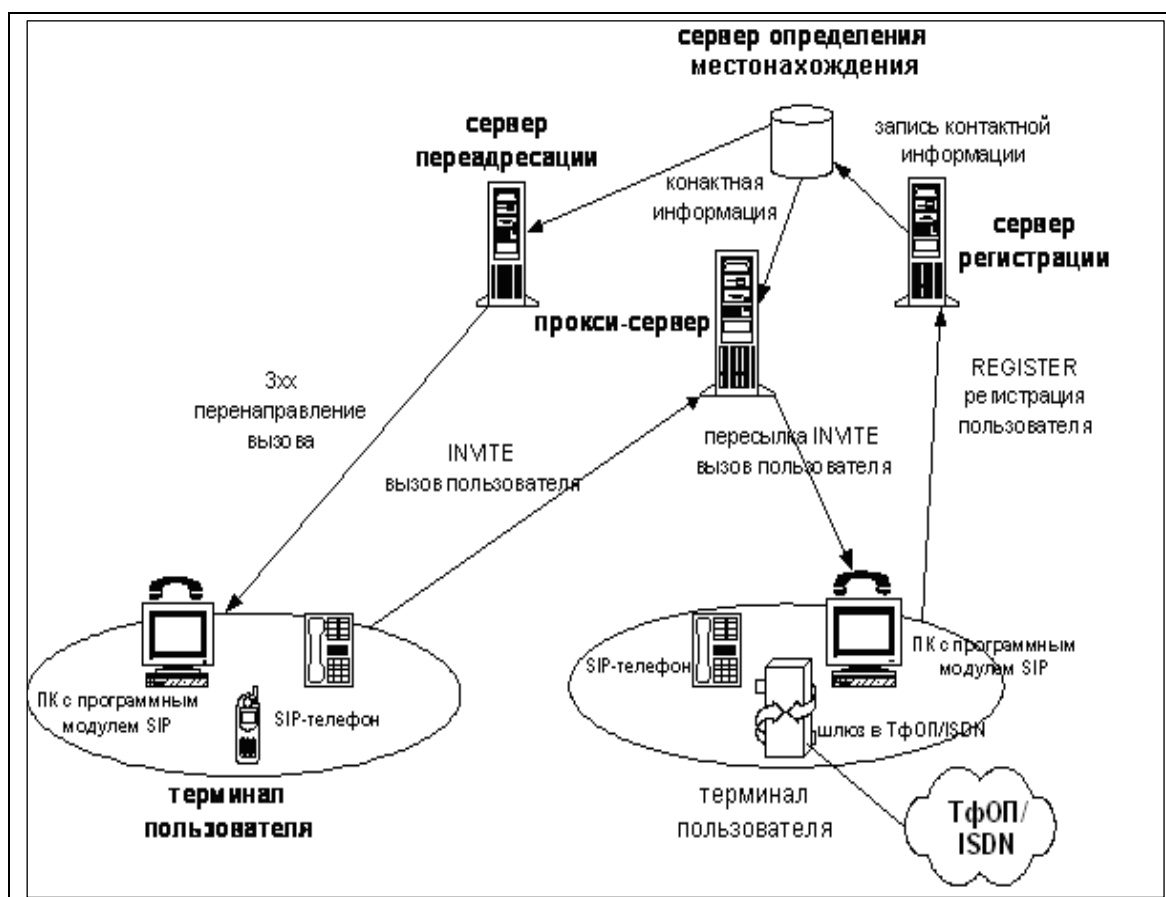 сервер определения
местонахождения
сервер
переадресации
запись контактной
информации
конактная
информация
сервер
регистрации
прокси-сервер
3хх
перенаправление
вызова
INVITE
вызов пользователя
пересылка INVITE
вызов пользователя
REGISTER
регистрация
пользователя
ПК с программным
модулем SIP
SIP-телефон
SIP-телефон
ПК с программным
модулем SIP
шлюз в ТфОП/ISDN
терминал
пользователя
терминал
пользователя
ТфОП/
ISDN